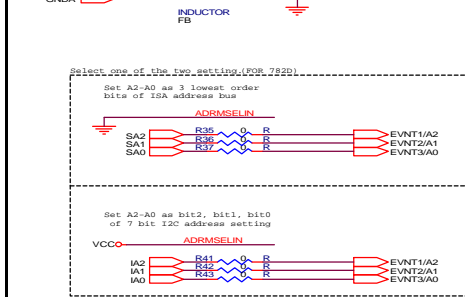 GNDA
INDUCTOR
FB
Select one of the two setting.(FOR 782D)
Set A2-A0 as 3 lowest order
bits of ISA address bus
ADRMSELIN
SA2 R35 0 R EVNT1/A2
SA1 R36 0 R EVNT2/A1
SA0 R37 0 R EVNT3/A0
Set A2-A0 as bit2, bit1, bit0
of 7 bit I2C address setting
VCC ADRMSELIN
IA2 R41 0 R EVNT1/A2
IA1 R42 0 R EVNT2/A1
IA0 R43 0 R EVNT3/A0